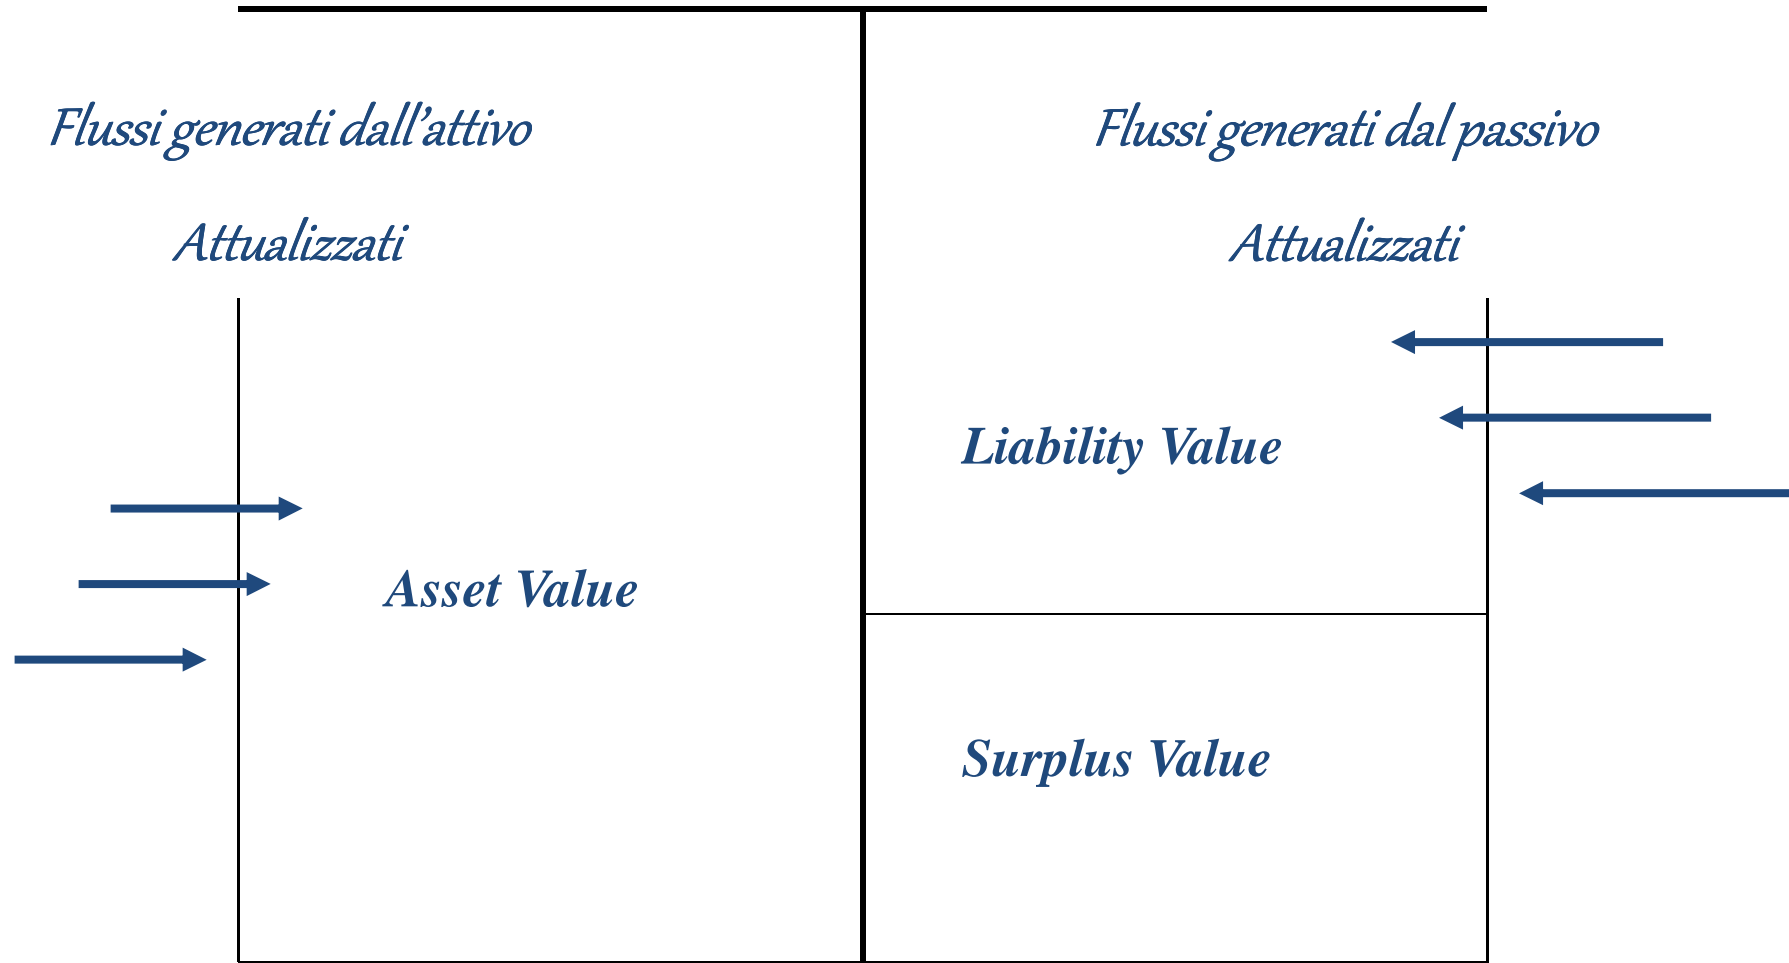 Flussi generati dall’attivo
Attualizzati
Flussi generati dal passivo
Attualizzati
Liability Value
Asset Value
Surplus Value